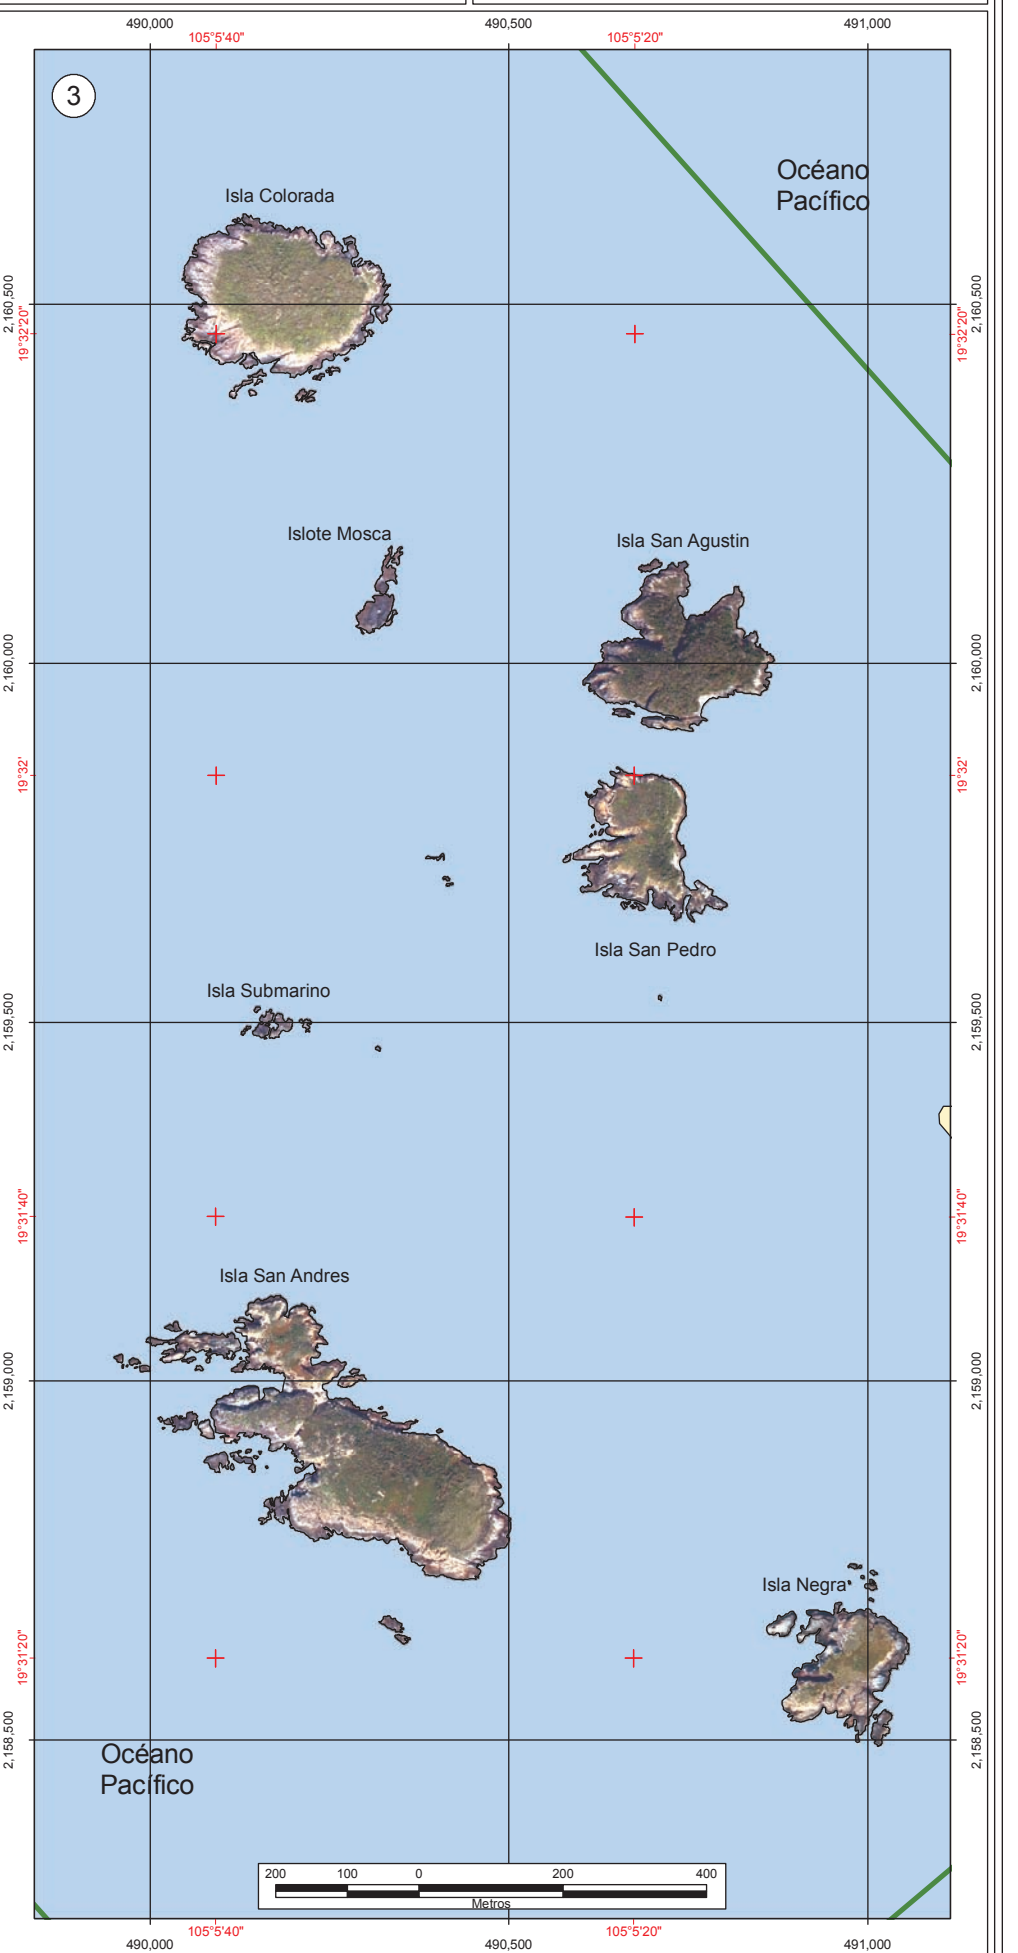 490,000
490,500
491,000
105°5'40"
105°5'20"
3
Océano
Pacífico
Isla Colorada
2,160,500
2,160,500
19°32'20"
19°32'20"
Islote Mosca
Isla San Agustin
2,160,000
2,160,000
19°32'
19°32'
Isla San Pedro
Isla Submarino
2,159,500
2,159,500
19°31'40"
19°31'40"
Isla San Andres
2,159,000
2,159,000
Isla Negra
19°31'20"
19°31'20"
2,158,500
2,158,500
Océano
Pacífico
200
100
0
200
400
Metros
105°5'40"
105°5'20"
490,000
490,500
491,000